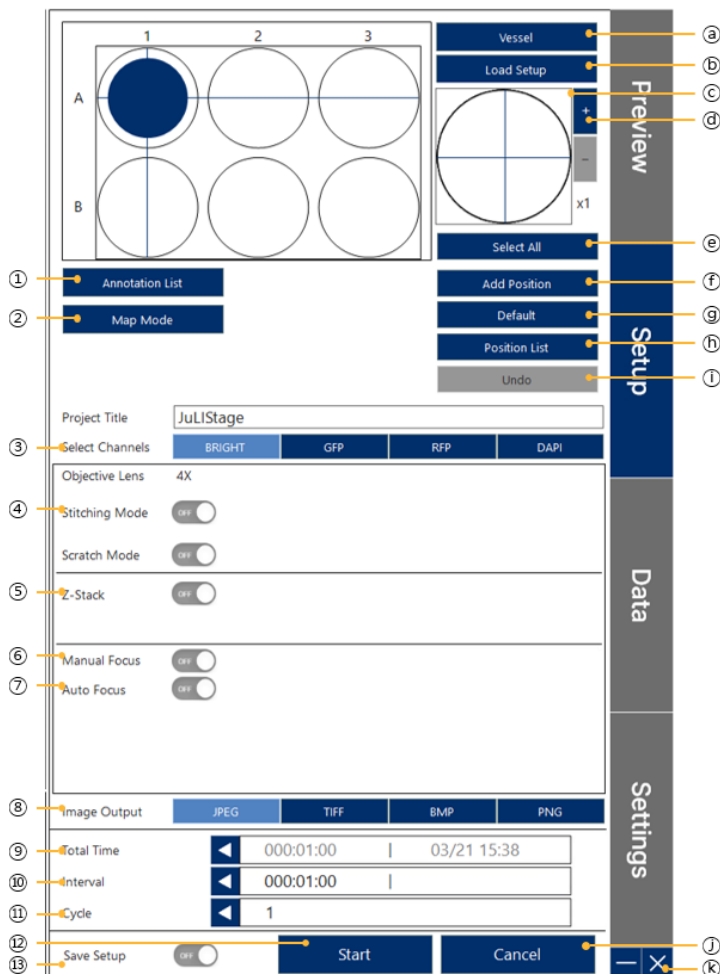 1 2 3
A
B
Vessel ⓐ
Load Setup ⓑ
ⓒ
+ ⓓ
−
x1
Select All ⓔ
① Annotation List
② Map Mode
Add Position ⓕ
Default ⓖ
Position List ⓗ
Undo ⓘ
Project Title JuLIStage
③ Select Channels BRIGHT GFP RFP DAPI
Objective Lens 4X
④ Stitching Mode OFF
Scratch Mode OFF
⑤ Z-Stack OFF
⑥ Manual Focus OFF
⑦ Auto Focus OFF
⑧ Image Output JPEG TIFF BMP PNG
⑨ Total Time 000:01:00 | 03/21 15:38
⑩ Interval 000:01:00 |
⑪ Cycle 1
⑫ Start Cancel ⓙ
⑬ Save Setup OFF
ⓚ
Preview
Setup
Data
Settings